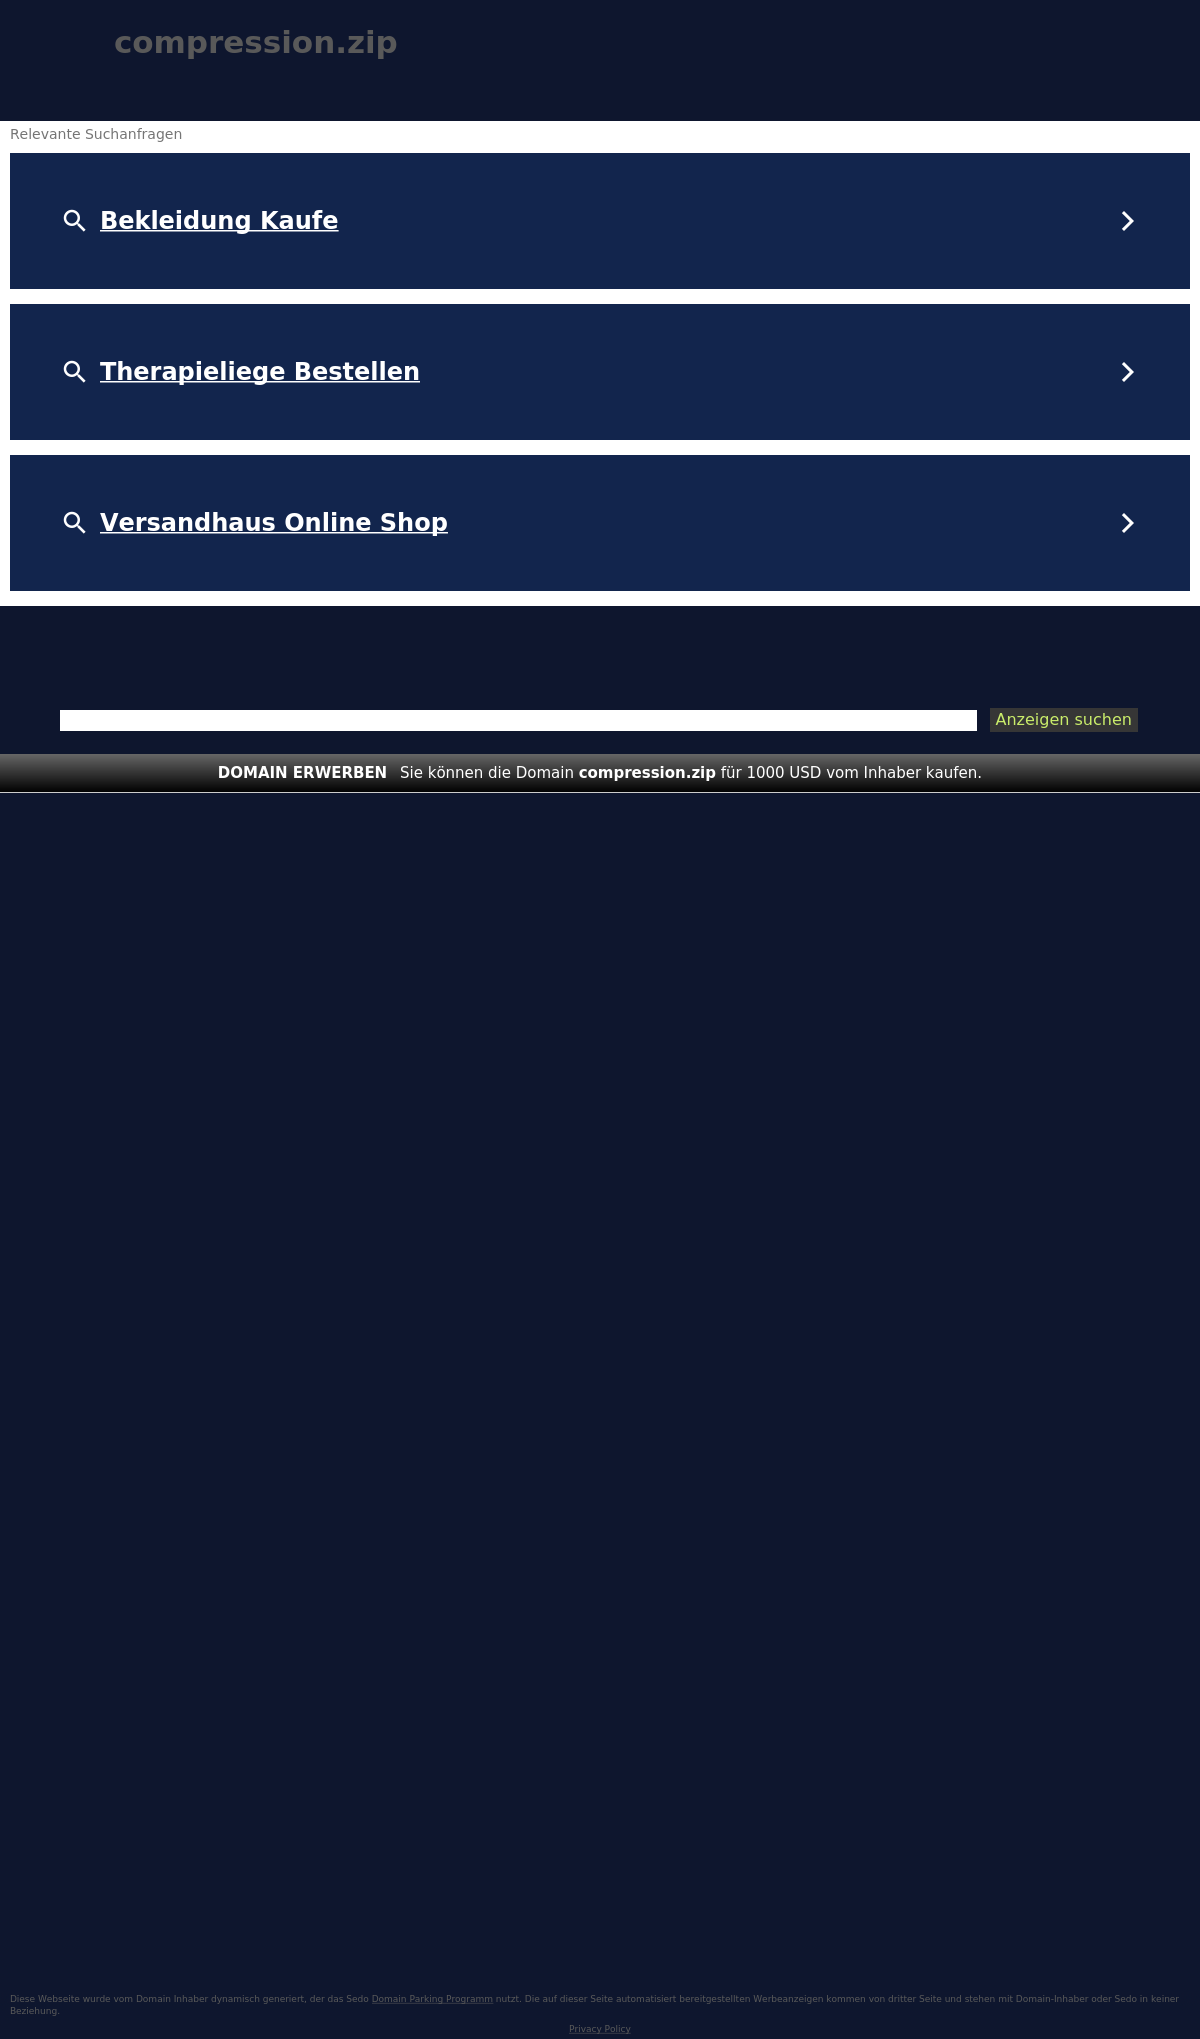 compression.zip
Relevante Suchanfragen
Bekleidung Kaufe
Therapieliege Bestellen
Versandhaus Online Shop
Anzeigen suchen
DOMAIN ERWERBEN Sie können die Domain compression.zip für 1000 USD vom Inhaber kaufen.
Diese Webseite wurde vom Domain Inhaber dynamisch generiert, der das Sedo Domain Parking Programm nutzt. Die auf dieser Seite automatisiert bereitgestellten Werbeanzeigen kommen von dritter Seite und stehen mit Domain-Inhaber oder Sedo in keiner
Beziehung.
Privacy Policy